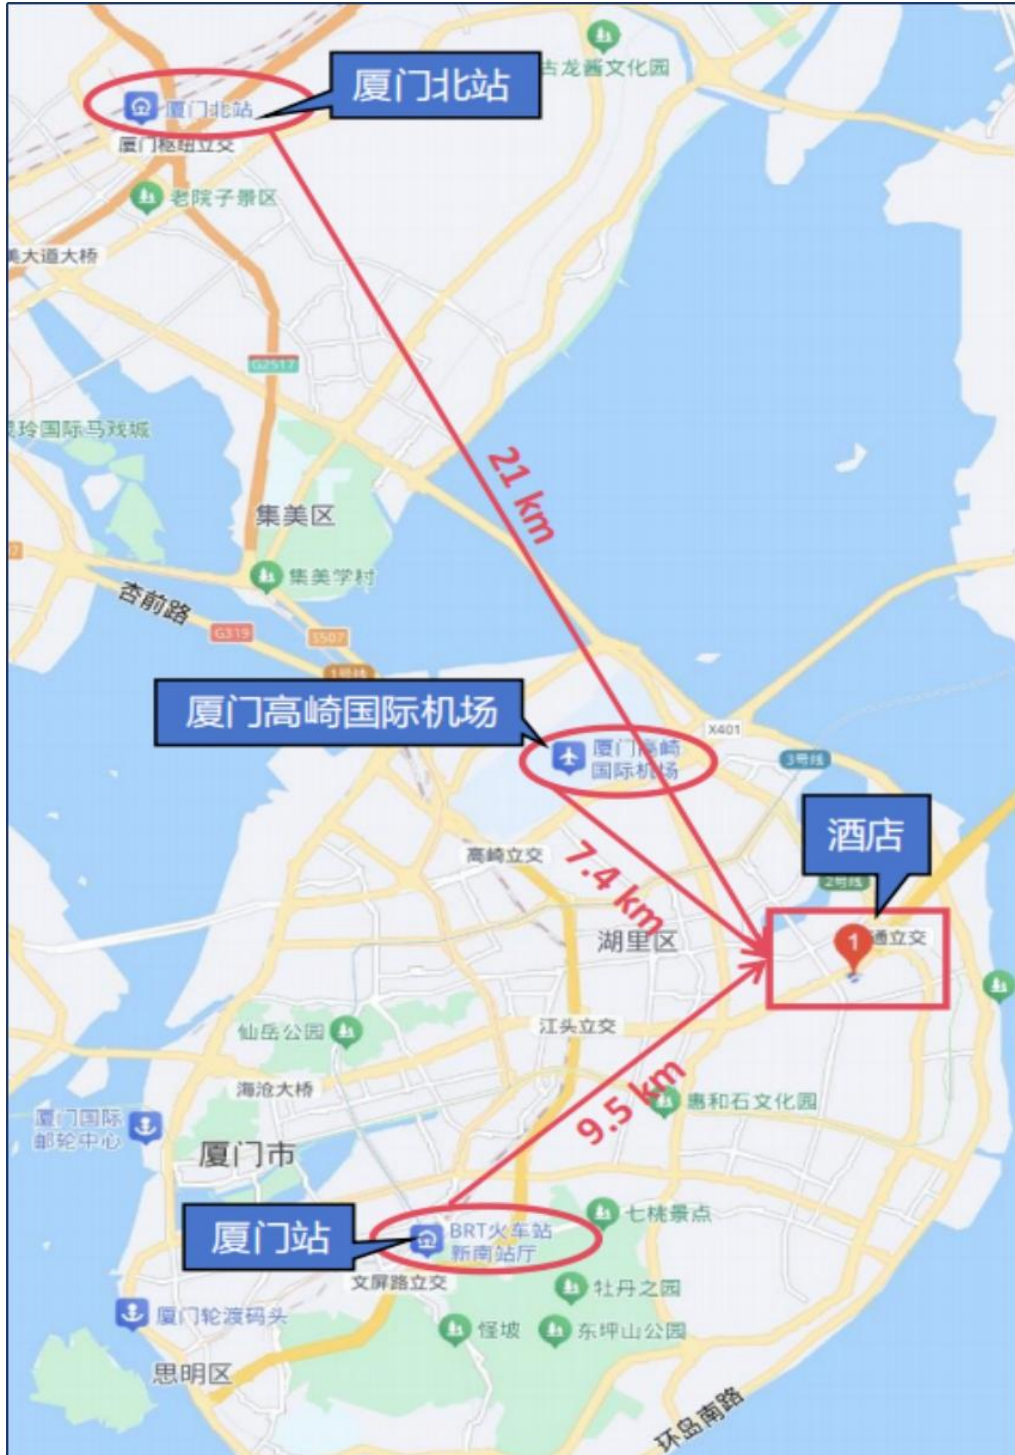 厦门北站
古龙酱文化园
厦门北站
厦门枢纽立交
老院子景区
美大道大桥
G2517
灵玲国际马戏城
21 km
集美区
集美学村
杏前路
G319
S507
1号线
厦门高崎国际机场
X401
厦门高崎
国际机场
3号线
酒店
高崎立交
7.4 km
2号线
湖里区
1
通立交
仙岳公园
江头立交
海沧大桥
9.5 km
惠和石文化园
厦门国际
邮轮中心
厦门市
厦门站
BRT火车站
新南站厅
七桃景点
文屏路立交
牡丹之园
厦门轮渡码头
怪坡
东坪山公园
思明区
环岛南路